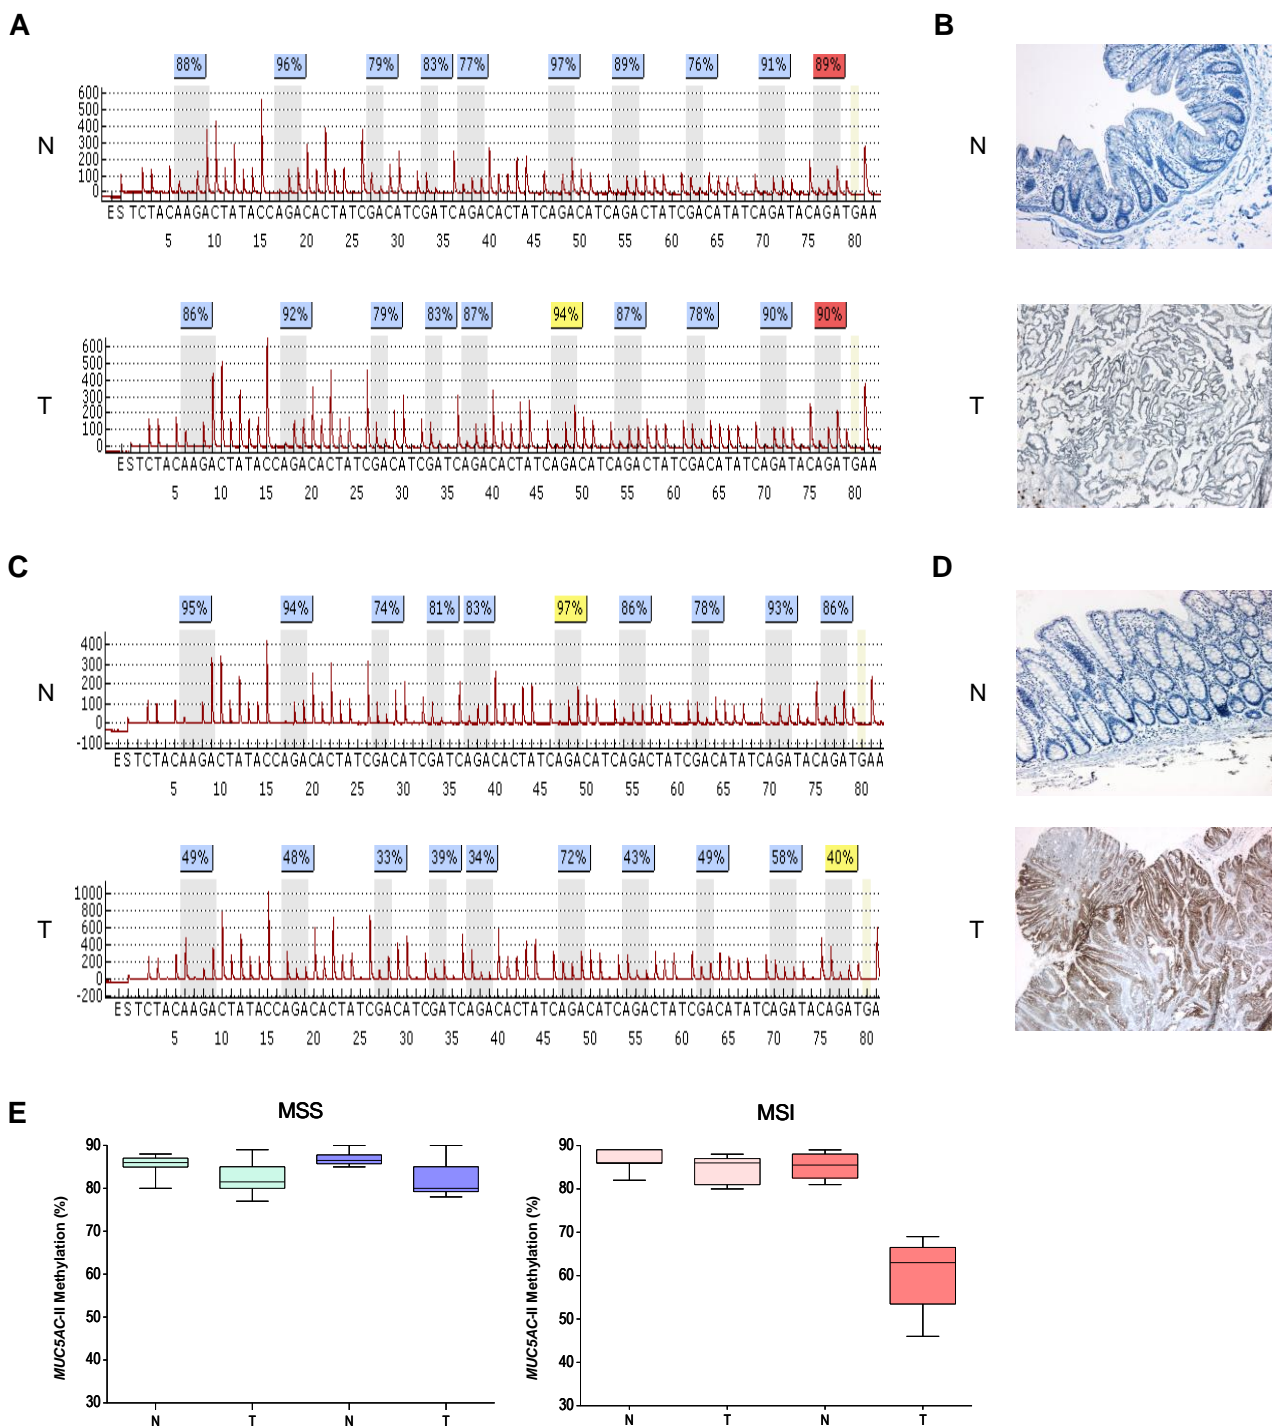 A
B
88% 96% 79% 83% 77% 97% 89% 76% 91% 89%
600
500
400
300
200
100
0
N
N
ESTCTACAAGACTATACCAGACACTATCGACATCGATCAGACACTATCAGACATCAGACTATCGACATATCAGATACAGATGAA
5 10 15 20 25 30 35 40 45 50 55 60 65 70 75 80
86% 92% 79% 83% 87% 94% 87% 78% 90% 90%
600
500
400
300
200
100
0
T
T
ESTCTACAAGACTATACCAGACACTATCGACATCGATCAGACACTATCAGACATCAGACTATCGACATATCAGATACAGATGAA
5 10 15 20 25 30 35 40 45 50 55 60 65 70 75 80
C
D
95% 94% 74% 81% 83% 97% 86% 78% 93% 86%
400
300
200
100
0
-100
N
N
ESTCTACAAGACTATACCAGACACTATCGACATCGATCAGACACTATCAGACATCAGACTATCGACATATCAGATACAGATGAA
5 10 15 20 25 30 35 40 45 50 55 60 65 70 75 80
49% 48% 33% 39% 34% 72% 43% 49% 58% 40%
1000
800
600
400
200
0
-200
T
T
ESTCTACAAGACTATACCAGACACTATCGACATCGATCAGACACTATCAGACATCAGACTATCGACATATCAGATACAGATGA
5 10 15 20 25 30 35 40 45 50 55 60 65 70 75 80
E
MSS
MUC5AC-II Methylation (%)
90
80
70
60
50
40
30
N T N T
MSI
MUC5AC-II Methylation (%)
90
80
70
60
50
40
30
N T N T